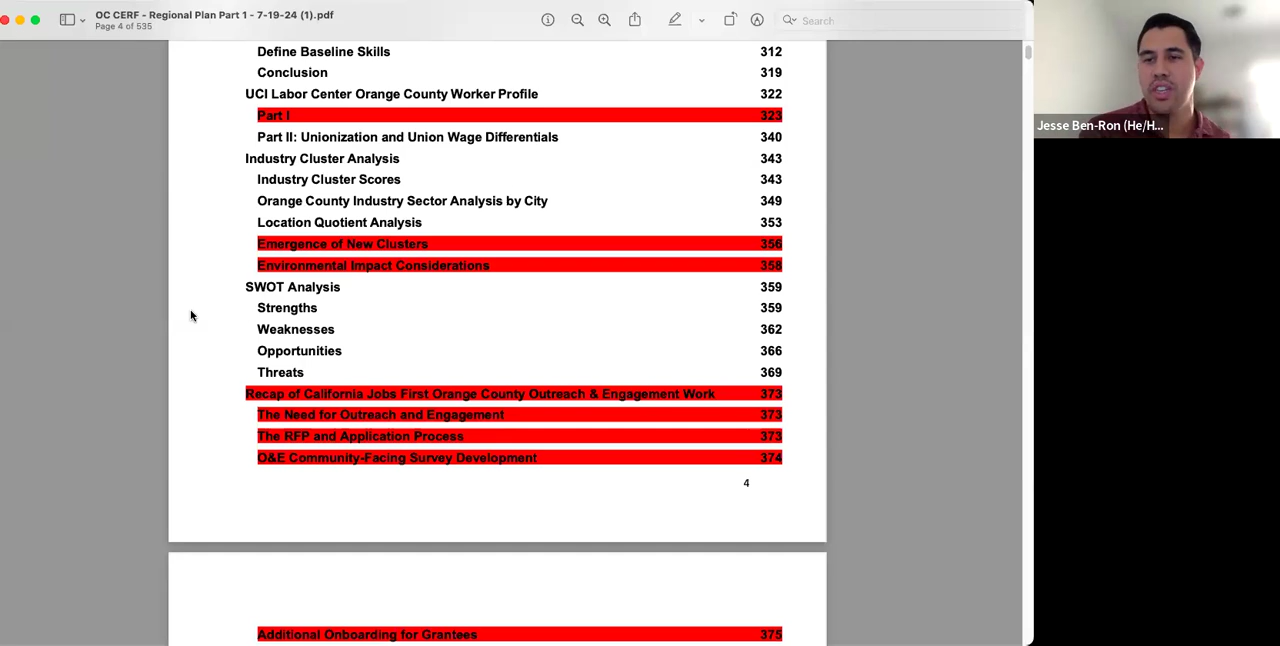 OC CERF - Regional Plan Part 1 - 7-19-24 (1).pdf
Page 4 of 535
Search
Define Baseline Skills 312
Conclusion 319
UCI Labor Center Orange County Worker Profile 322
Part I 323
Part II: Unionization and Union Wage Differentials 340
Industry Cluster Analysis 343
Industry Cluster Scores 343
Orange County Industry Sector Analysis by City 349
Location Quotient Analysis 353
Emergence of New Clusters 356
Environmental Impact Considerations 358
SWOT Analysis 359
Strengths 359
Weaknesses 362
Opportunities 366
Threats 369
Recap of California Jobs First Orange County Outreach & Engagement Work 373
The Need for Outreach and Engagement 373
The RFP and Application Process 373
O&E Community-Facing Survey Development 374
4
Additional Onboarding for Grantees 375
Jesse Ben-Ron (He/H...